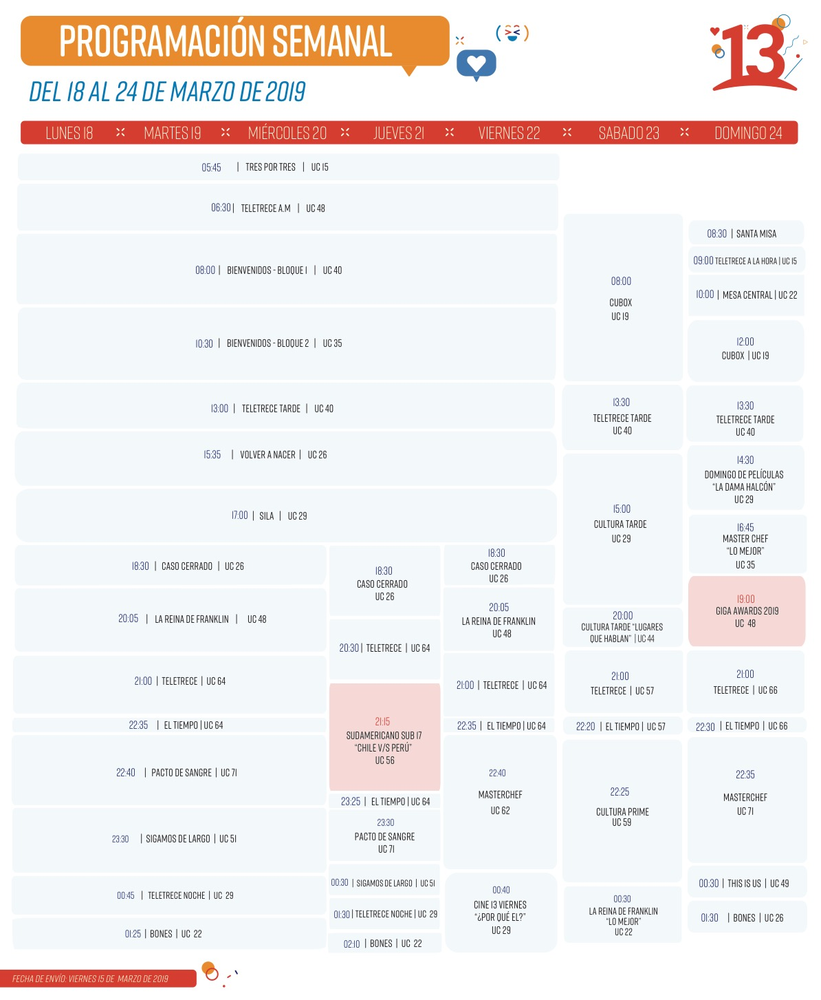 PROGRAMACIÓN SEMANAL
13
DEL 18 AL 24 DE MARZO DE 2019
LUNES 18 MARTES 19 MIÉRCOLES 20 JUEVES 21 VIERNES 22 SABADO 23 DOMINGO 24
05:45 | TRES POR TRES | UC 15
06:30 | TELETRECE A.M | UC 48
08:00 | BIENVENIDOS - BLOQUE 1 | UC 40
10:30 | BIENVENIDOS - BLOQUE 2 | UC 35
13:00 | TELETRECE TARDE | UC 40
15:35 | VOLVER A NACER | UC 26
17:00 | SILA | UC 29
18:30 | CASO CERRADO | UC 26
20:05 | LA REINA DE FRANKLIN | UC 48
21:00 | TELETRECE | UC 64
22:35 | EL TIEMPO | UC 64
22:40 | PACTO DE SANGRE | UC 71
23:30 | SIGAMOS DE LARGO | UC 51
00:45 | TELETRECE NOCHE | UC 29
01:25 | BONES | UC 22
18:30
CASO CERRADO
UC 26
20:30 | TELETRECE | UC 64
21:15
SUDAMERICANO SUB 17
“CHILE V/S PERÚ”
UC 56
23:25 | EL TIEMPO | UC 64
23:30
PACTO DE SANGRE
UC 71
00:30 | SIGAMOS DE LARGO | UC 51
01:30 | TELETRECE NOCHE | UC 29
02:10 | BONES | UC 22
18:30
CASO CERRADO
UC 26
20:05
LA REINA DE FRANKLIN
UC 48
21:00 | TELETRECE | UC 64
22:35 | EL TIEMPO | UC 64
22:40
MASTERCHEF
UC 62
00:40
CINE 13 VIERNES
“¿POR QUÉ EL?”
UC 29
08:00
CUBOX
UC 19
13:30
TELETRECE TARDE
UC 40
15:00
CULTURA TARDE
UC 29
20:00
CULTURA TARDE “LUGARES
QUE HABLAN” | UC 44
21:00
TELETRECE | UC 57
22:20 | EL TIEMPO | UC 57
22:25
CULTURA PRIME
UC 59
00:30
LA REINA DE FRANKLIN
“LO MEJOR”
UC 22
08:30 | SANTA MISA
09:00 TELETRECE A LA HORA | UC 15
10:00 | MESA CENTRAL | UC 22
12:00
CUBOX | UC 19
13:30
TELETRECE TARDE
UC 40
14:30
DOMINGO DE PELÍCULAS
“LA DAMA HALCÓN”
UC 29
16:45
MASTER CHEF
“LO MEJOR”
UC 35
19:00
GIGA AWARDS 2019
UC 48
21:00
TELETRECE | UC 66
22:30 | EL TIEMPO | UC 66
22:35
MASTERCHEF
UC 71
00:30 | THIS IS US | UC 49
01:30 | BONES | UC 26
FECHA DE ENVÍO: VIERNES 15 DE MARZO DE 2019